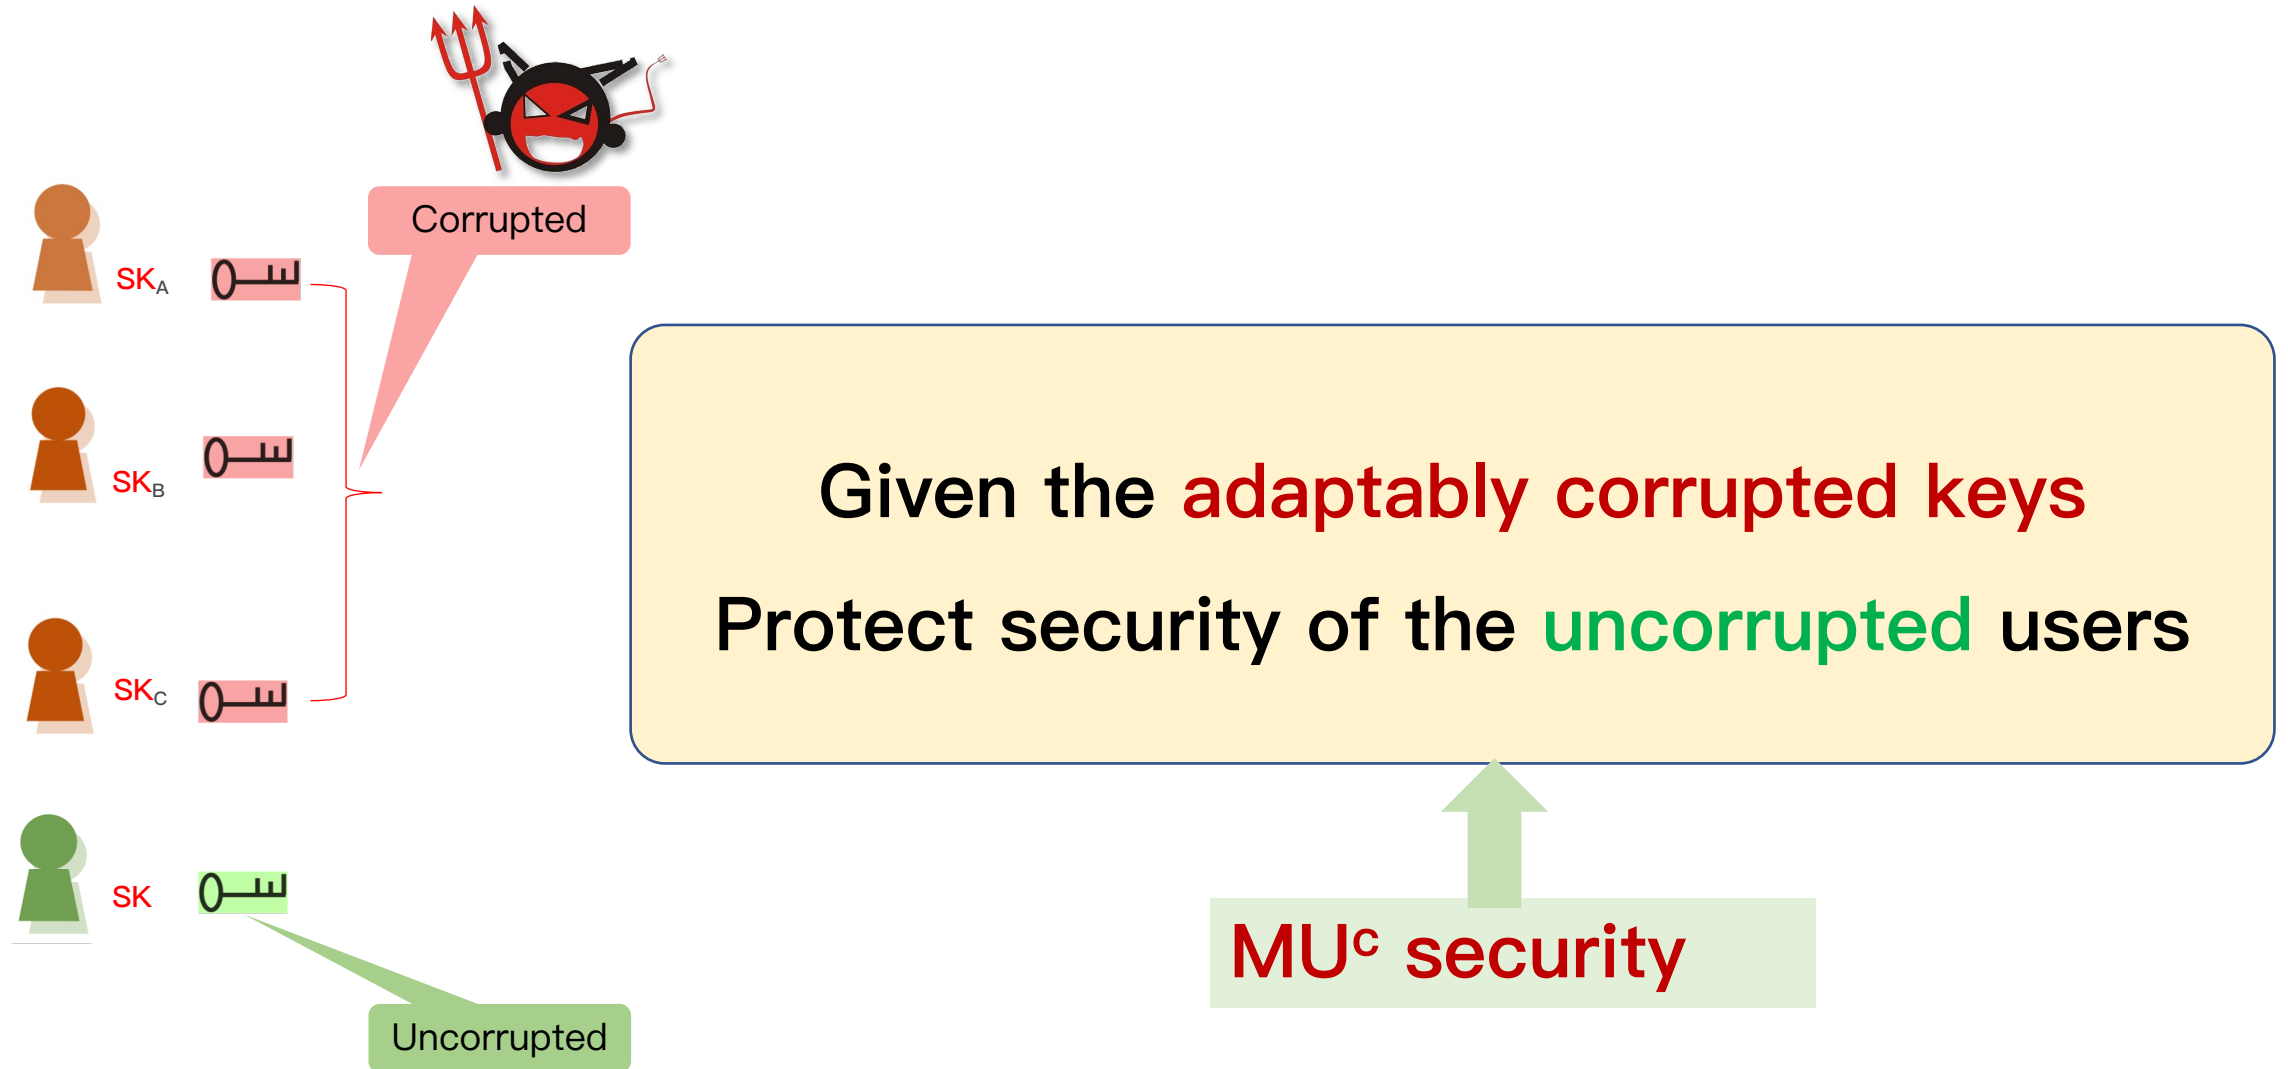 Corrupted
SKA
SKB
SKC
SK
Uncorrupted
Given the adaptably corrupted keys
Protect security of the uncorrupted users
MUᶜ security